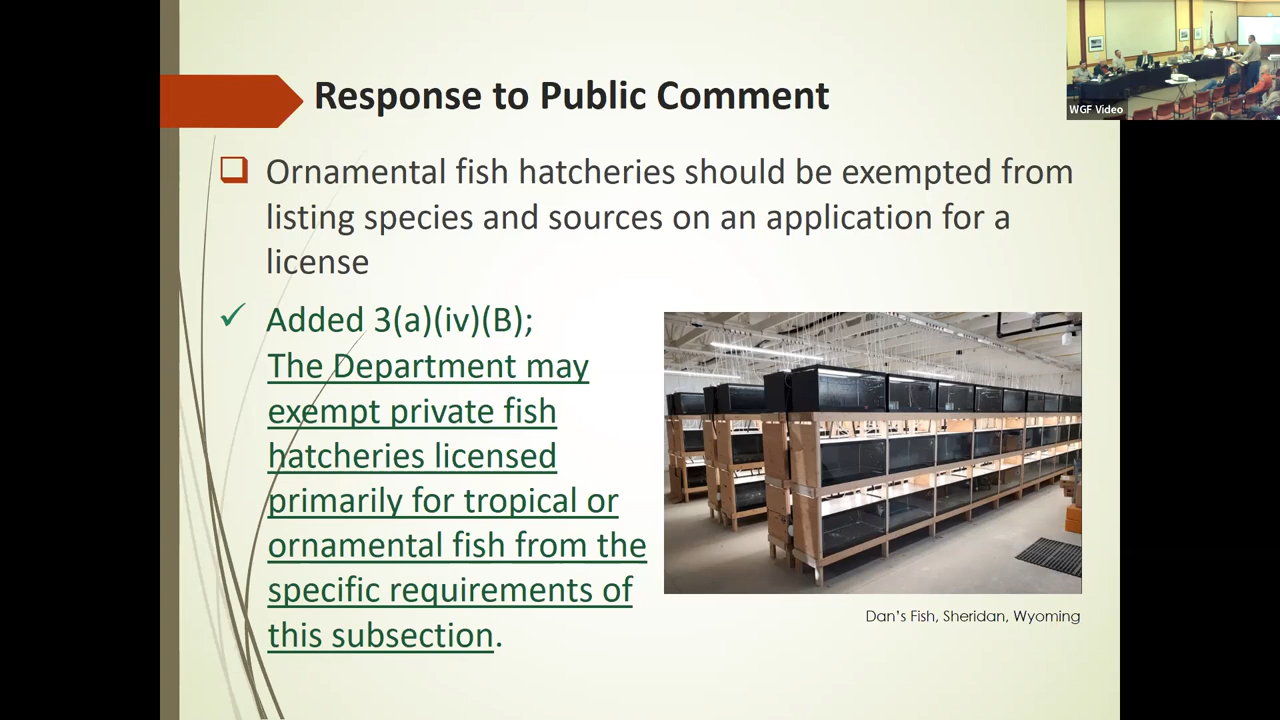 Response to Public Comment
WGF Video
Ornamental fish hatcheries should be exempted from
listing species and sources on an application for a
license
Added 3(a)(iv)(B);
The Department may
exempt private fish
hatcheries licensed
primarily for tropical or
ornamental fish from the
specific requirements of
this subsection.
Dan's Fish, Sheridan, Wyoming